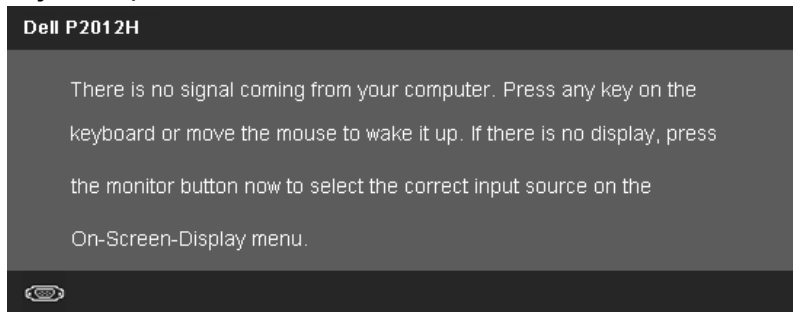 Dell P2012H
There is no signal coming from your computer. Press any key on the
keyboard or move the mouse to wake it up. If there is no display, press
the monitor button now to select the correct input source on the
On-Screen-Display menu.